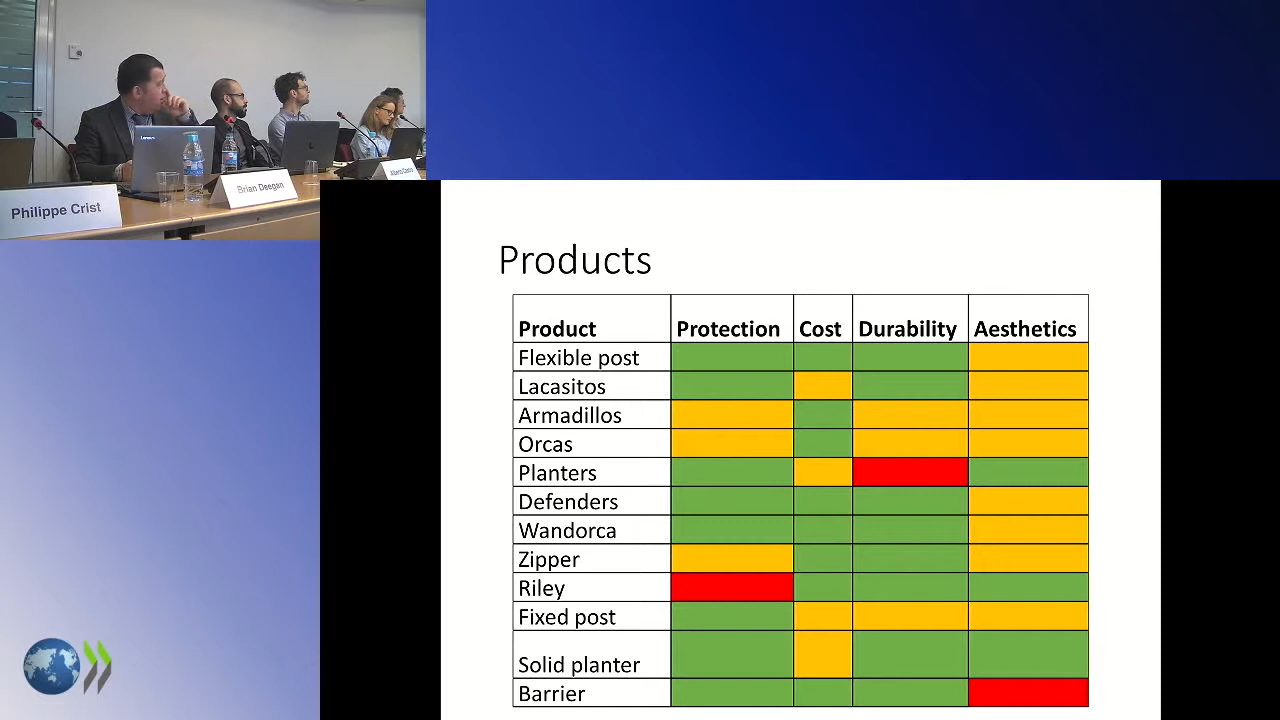 Lenovo
Philippe Crist
Brian Deegan
Products
Product Protection Cost Durability Aesthetics
Flexible post
Lacasitos
Armadillos
Orcas
Planters
Defenders
Wandorca
Zipper
Riley
Fixed post
Solid planter
Barrier